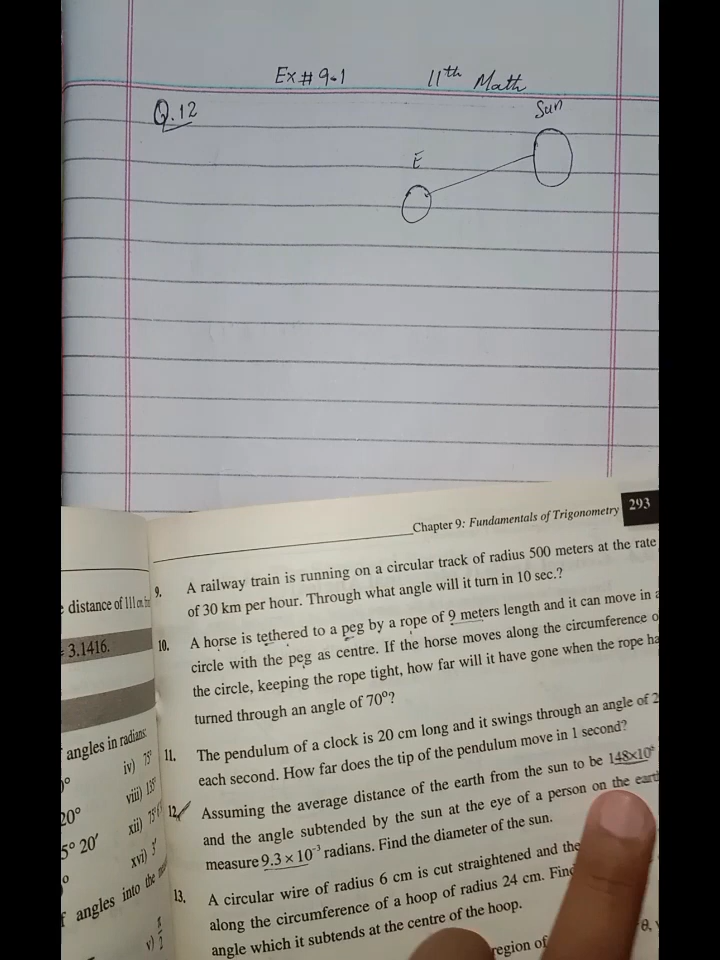 Ex # 9.1 11th Math
Q.12
Sun
E
Chapter 9: Fundamentals of Trigonometry 293
9. A railway train is running on a circular track of radius 500 meters at the rate
of 30 km per hour. Through what angle will it turn in 10 sec.?
10. A horse is tethered to a peg by a rope of 9 meters length and it can move in a
circle with the peg as centre. If the horse moves along the circumference o
the circle, keeping the rope tight, how far will it have gone when the rope ha
turned through an angle of 70°?
11. The pendulum of a clock is 20 cm long and it swings through an angle of 2
each second. How far does the tip of the pendulum move in 1 second?
12. Assuming the average distance of the earth from the sun to be 148×10⁶
and the angle subtended by the sun at the eye of a person on the earth
measure 9.3 × 10⁻³ radians. Find the diameter of the sun.
13. A circular wire of radius 6 cm is cut straightened and the
along the circumference of a hoop of radius 24 cm. Find
angle which it subtends at the centre of the hoop.
region of θ,
distance of 111
= 3.1416.
angles in radians:
iv) 75°
viii) 135°
20° xii)
5° 20′ xvi)
angles into the
v) π/2